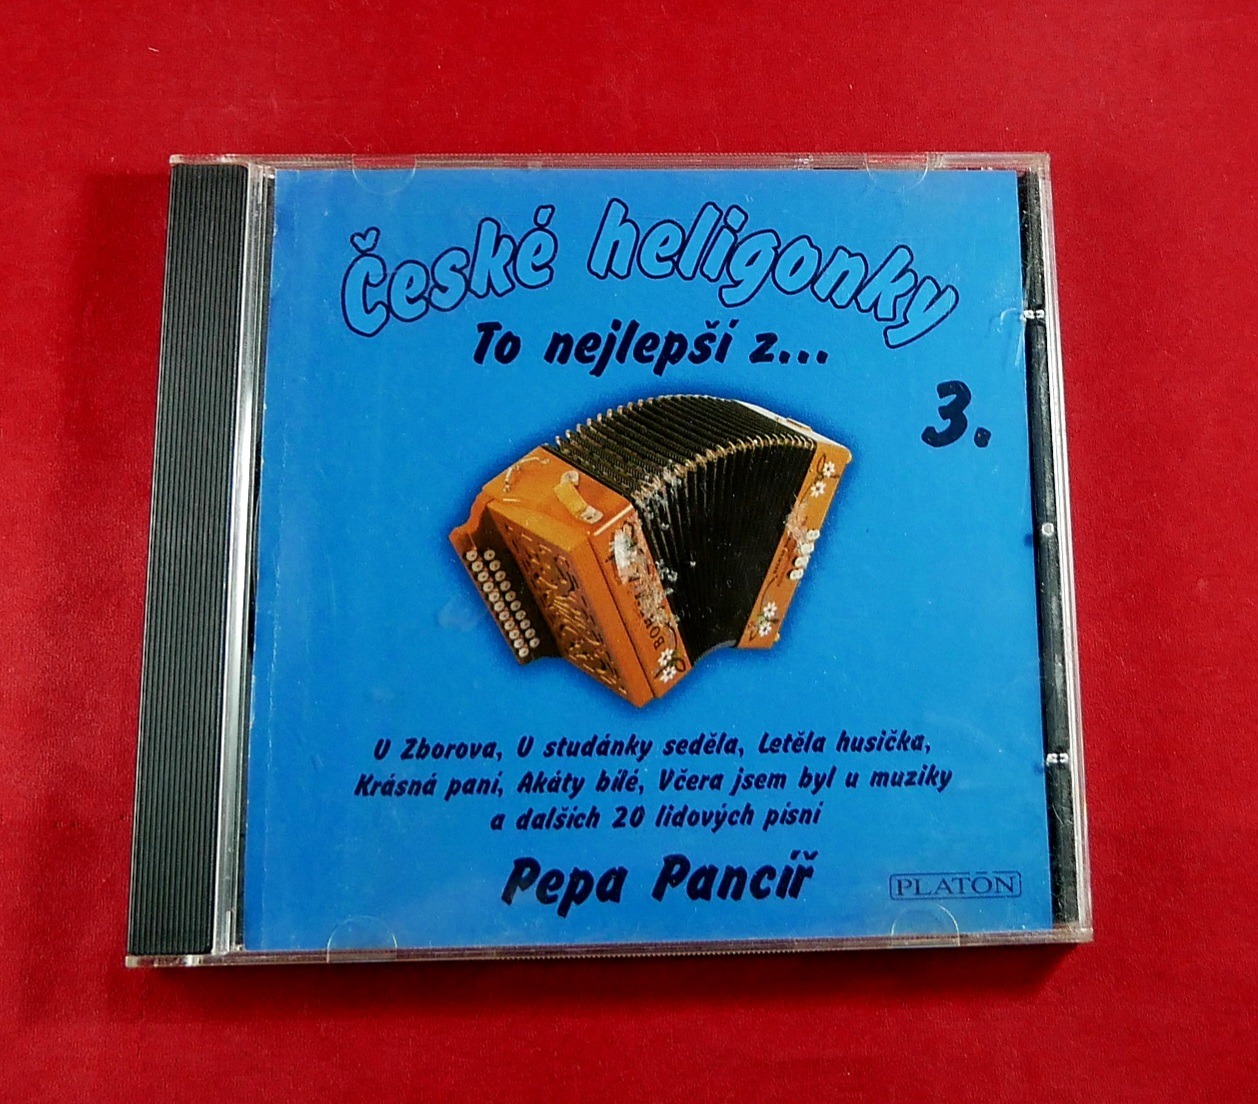 České heligonky
To nejlepší z...
3.
U Zborova, U studánky seděla, Letěla husička,
Krásná paní, Akáty bílé, Včera jsem byl u muziky
a dalších 20 lidových písní
Pepa Pancíř
PLATÓN